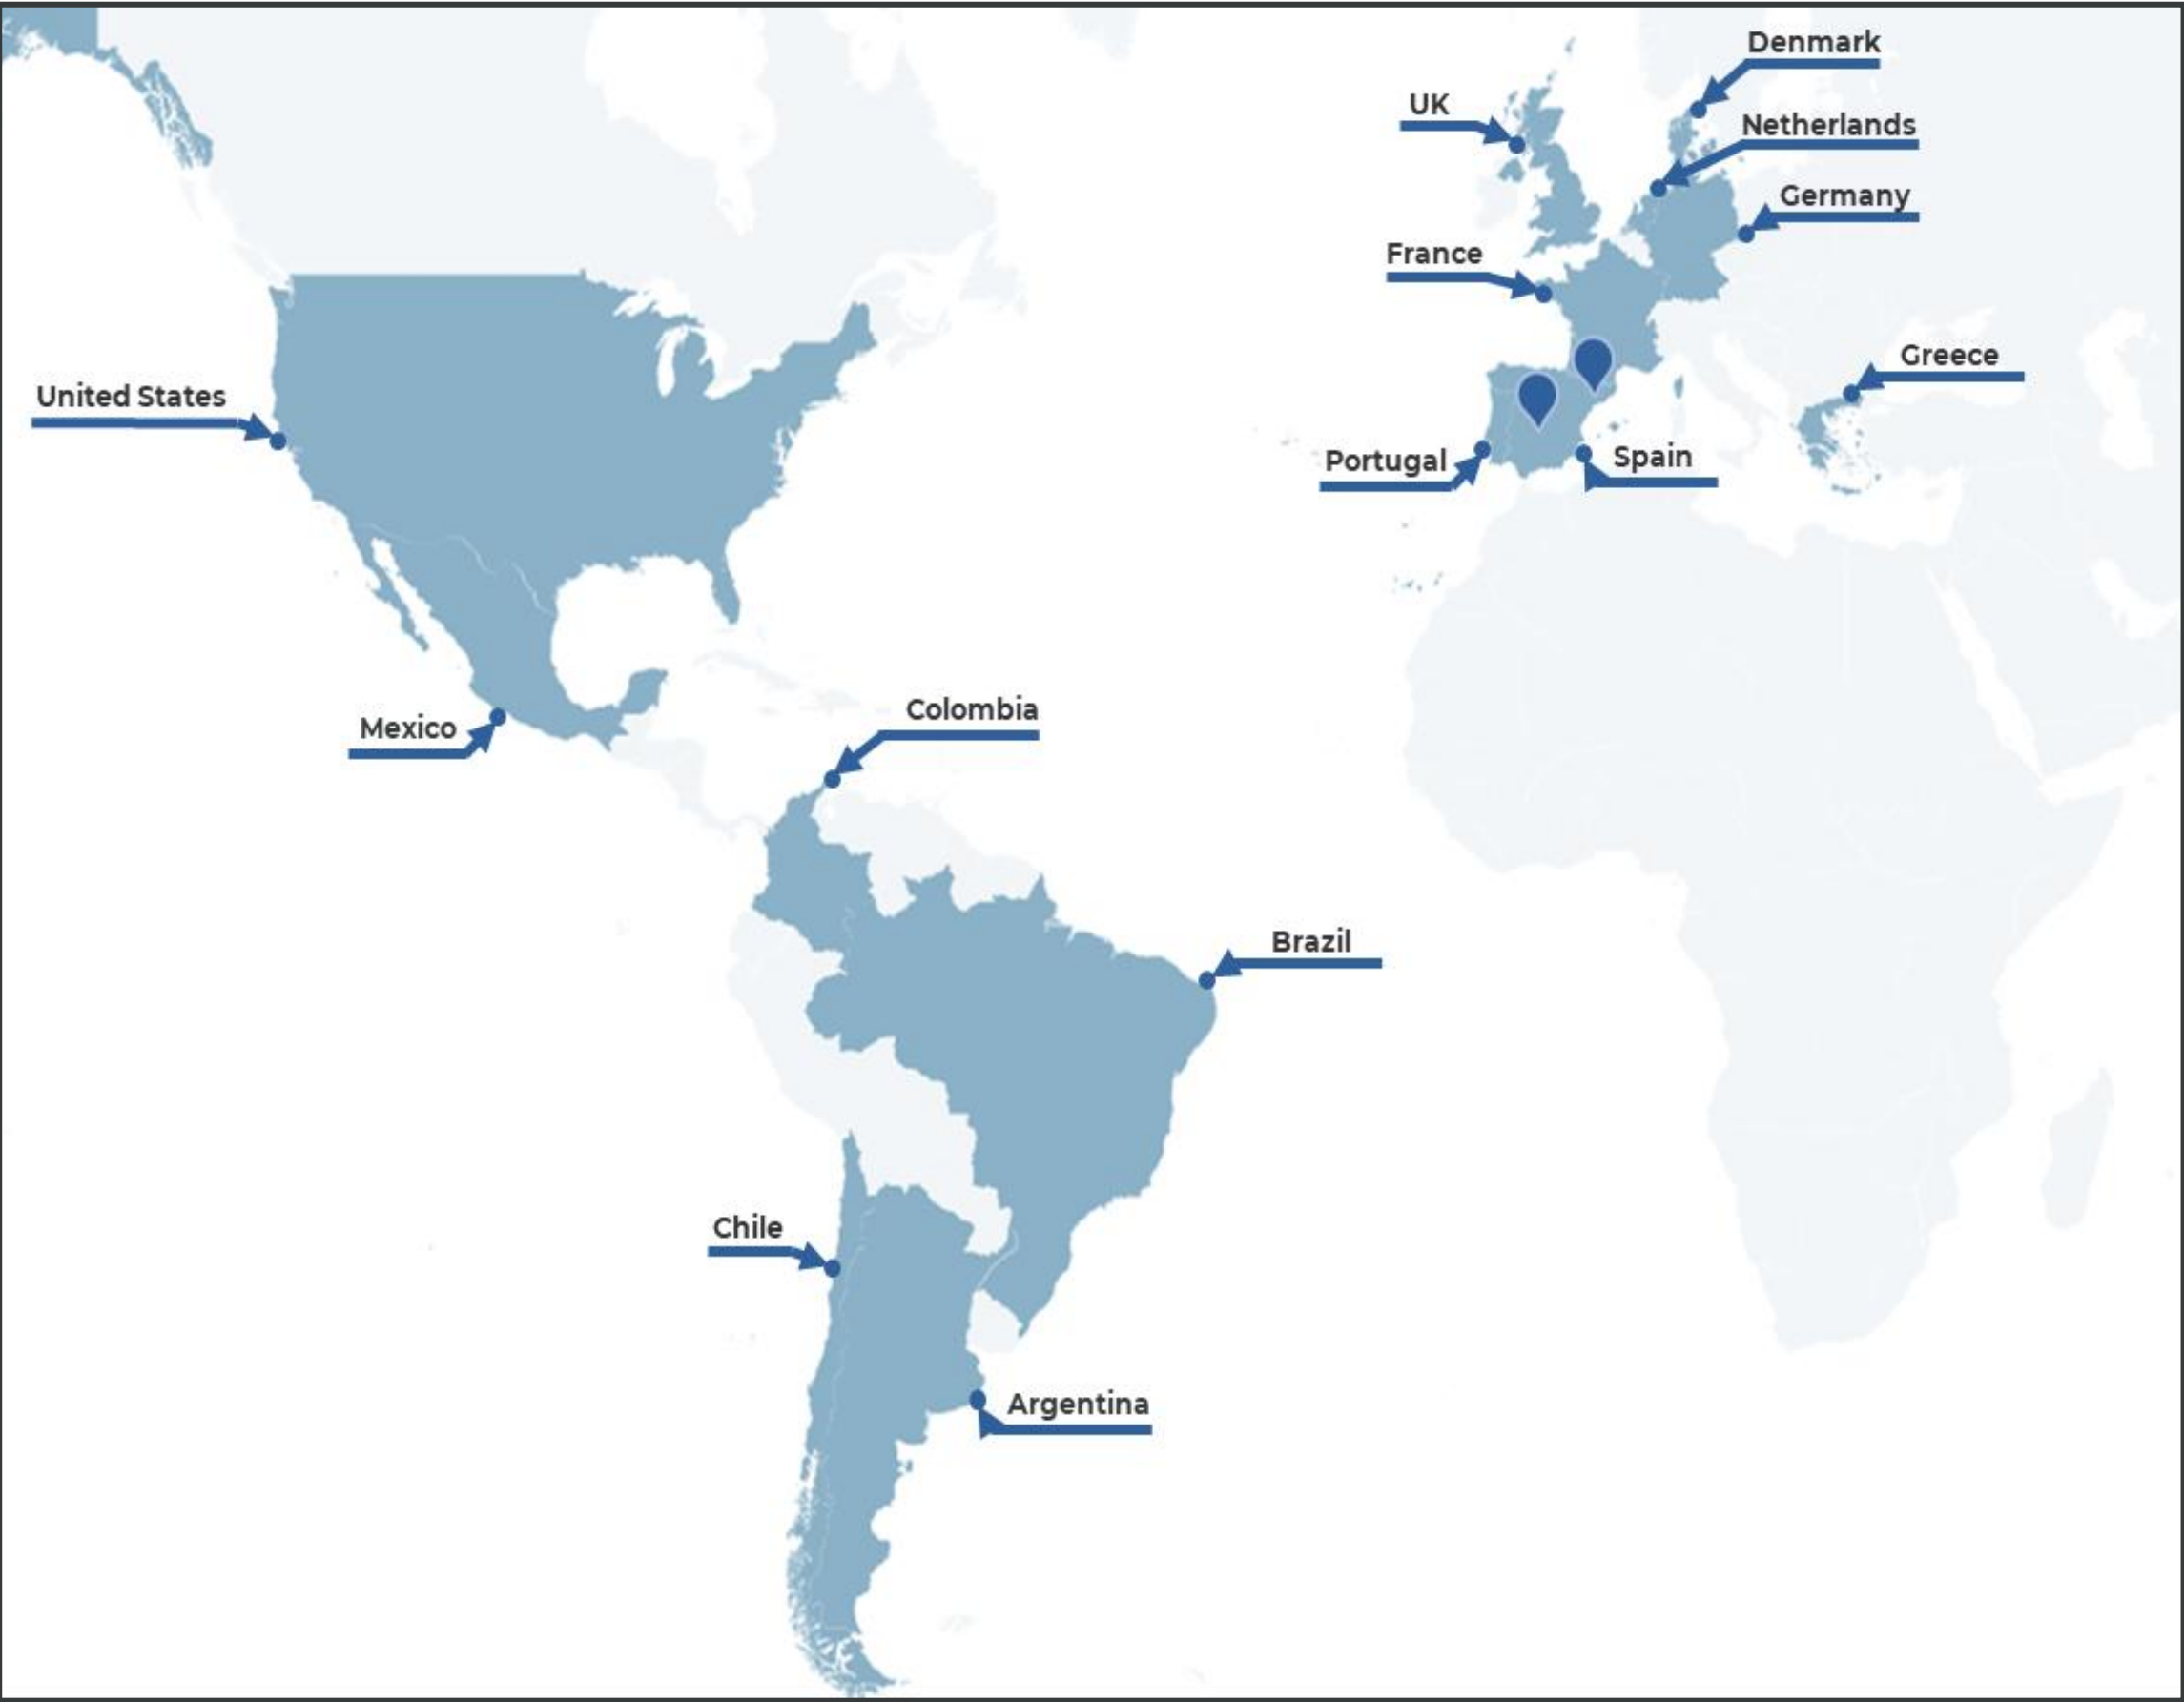 Denmark
UK
Netherlands
Germany
France
Greece
United States
Portugal
Spain
Colombia
Mexico
Brazil
Chile
Argentina